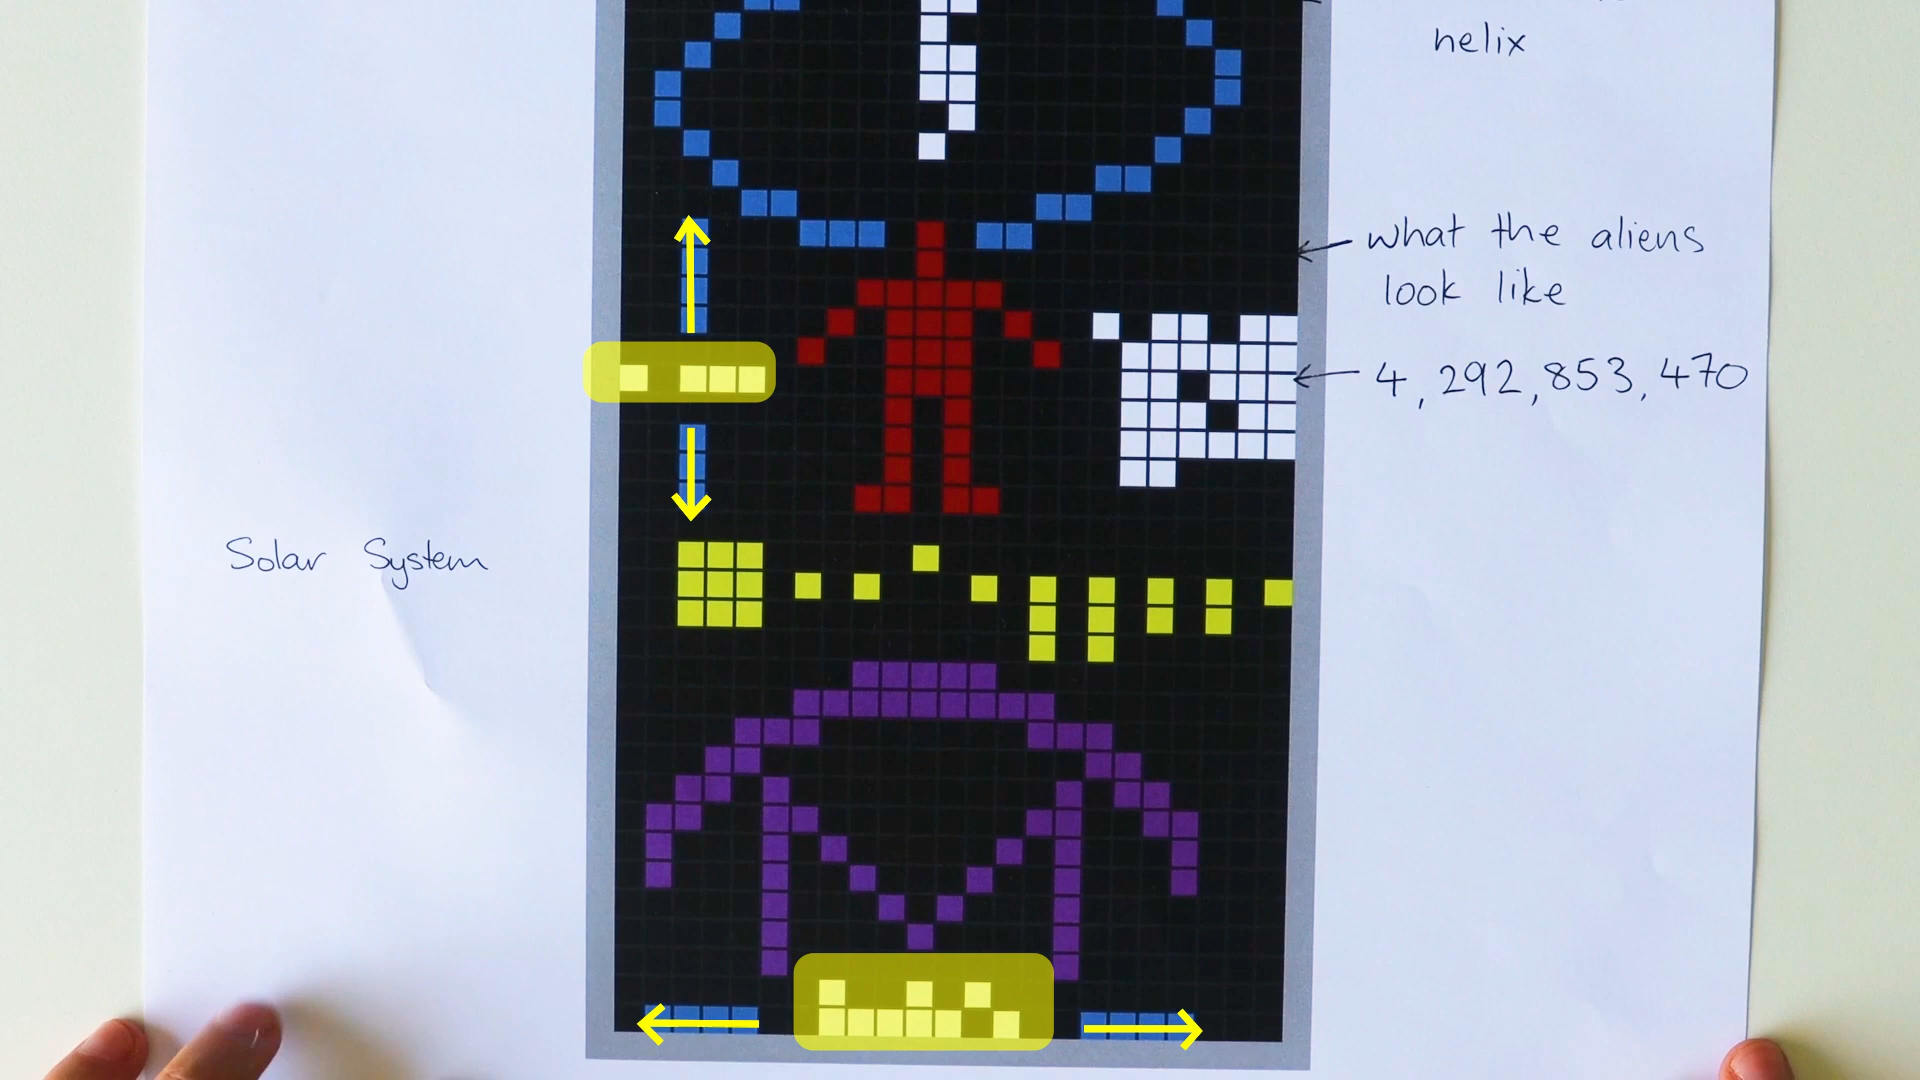 helix
what the aliens
look like
4,292,853,470
Solar System